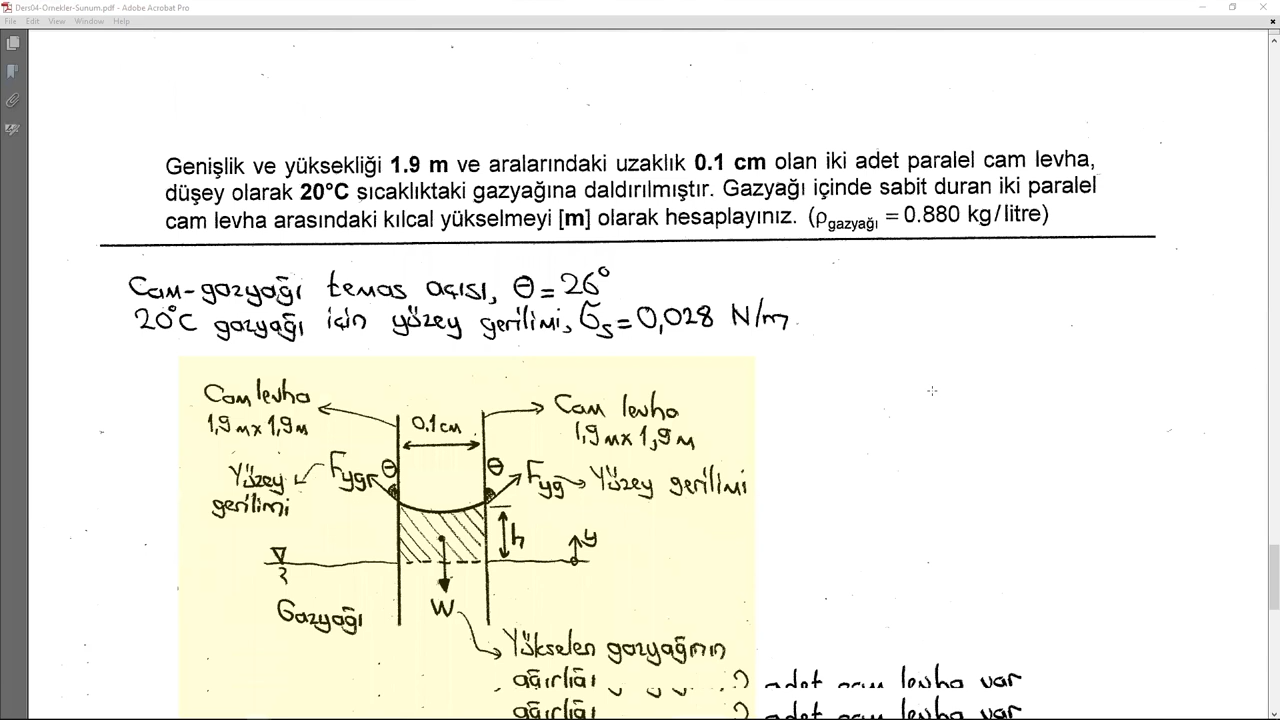 Ders04-Ornekler-Sunum.pdf - Adobe Acrobat Pro
File Edit View Window Help
Genişlik ve yüksekliği 1.9 m ve aralarındaki uzaklık 0.1 cm olan iki adet paralel cam levha,
düşey olarak 20°C sıcaklıktaki gazyağına daldırılmıştır. Gazyağı içinde sabit duran iki paralel
cam levha arasındaki kılcal yükselmeyi [m] olarak hesaplayınız. (ρgazyağı = 0.880 kg/litre)
Cam-gazyağı temas açısı, θ = 26°
20°C gazyağı için yüzey gerilimi, σs = 0,028 N/m
Cam levha
1,9 m x 1,9 m
0.1 cm
Cam levha
1,9 m x 1,9 m
θ
θ
Yüzey
gerilimi
Fyg
Fyg
Yüzey gerilimi
h
y
W
Gazyağı
Yükselen gazyağının
ağırlığı
adet cam levha var
ağırlığı
adet cam levha var